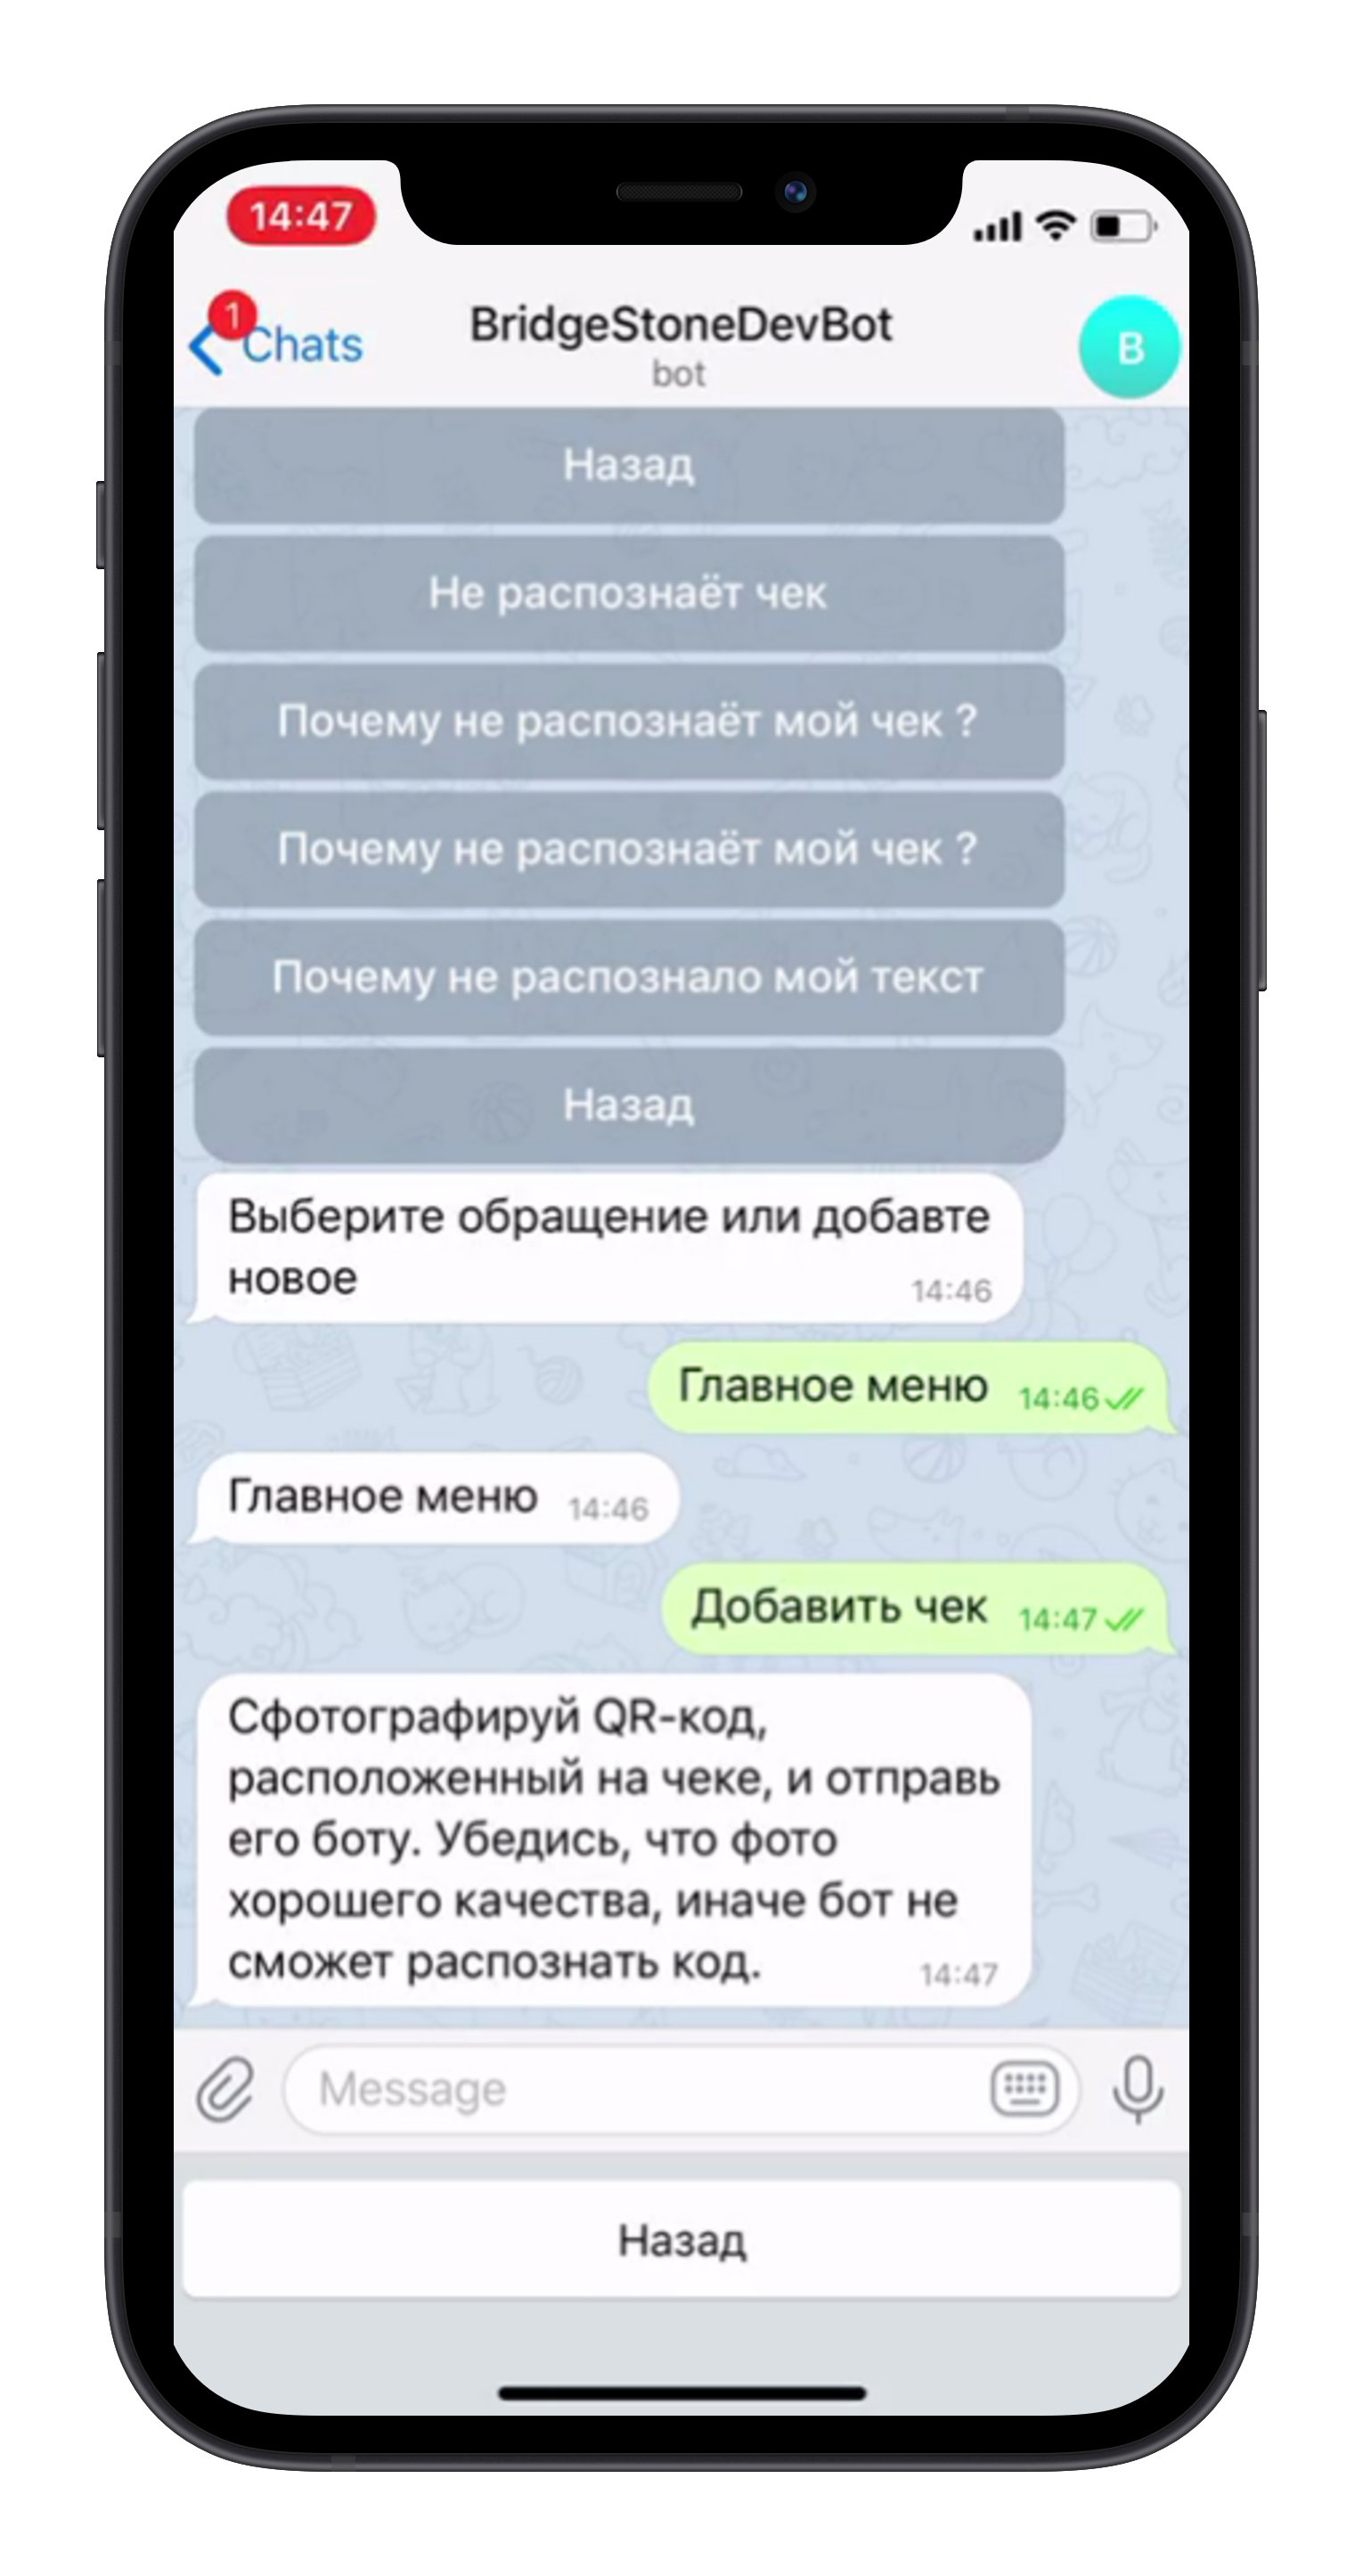 14:47
1
Chats
BridgeStoneDevBot
bot
B
Назад
Не распознаёт чек
Почему не распознаёт мой чек ?
Почему не распознаёт мой чек ?
Почему не распознало мой текст
Назад
Выберите обращение или добавте
новое
14:46
Главное меню 14:46
Главное меню 14:46
Добавить чек 14:47
Сфотографируй QR-код,
расположенный на чеке, и отправь
его боту. Убедись, что фото
хорошего качества, иначе бот не
сможет распознать код.
14:47
Message
Назад